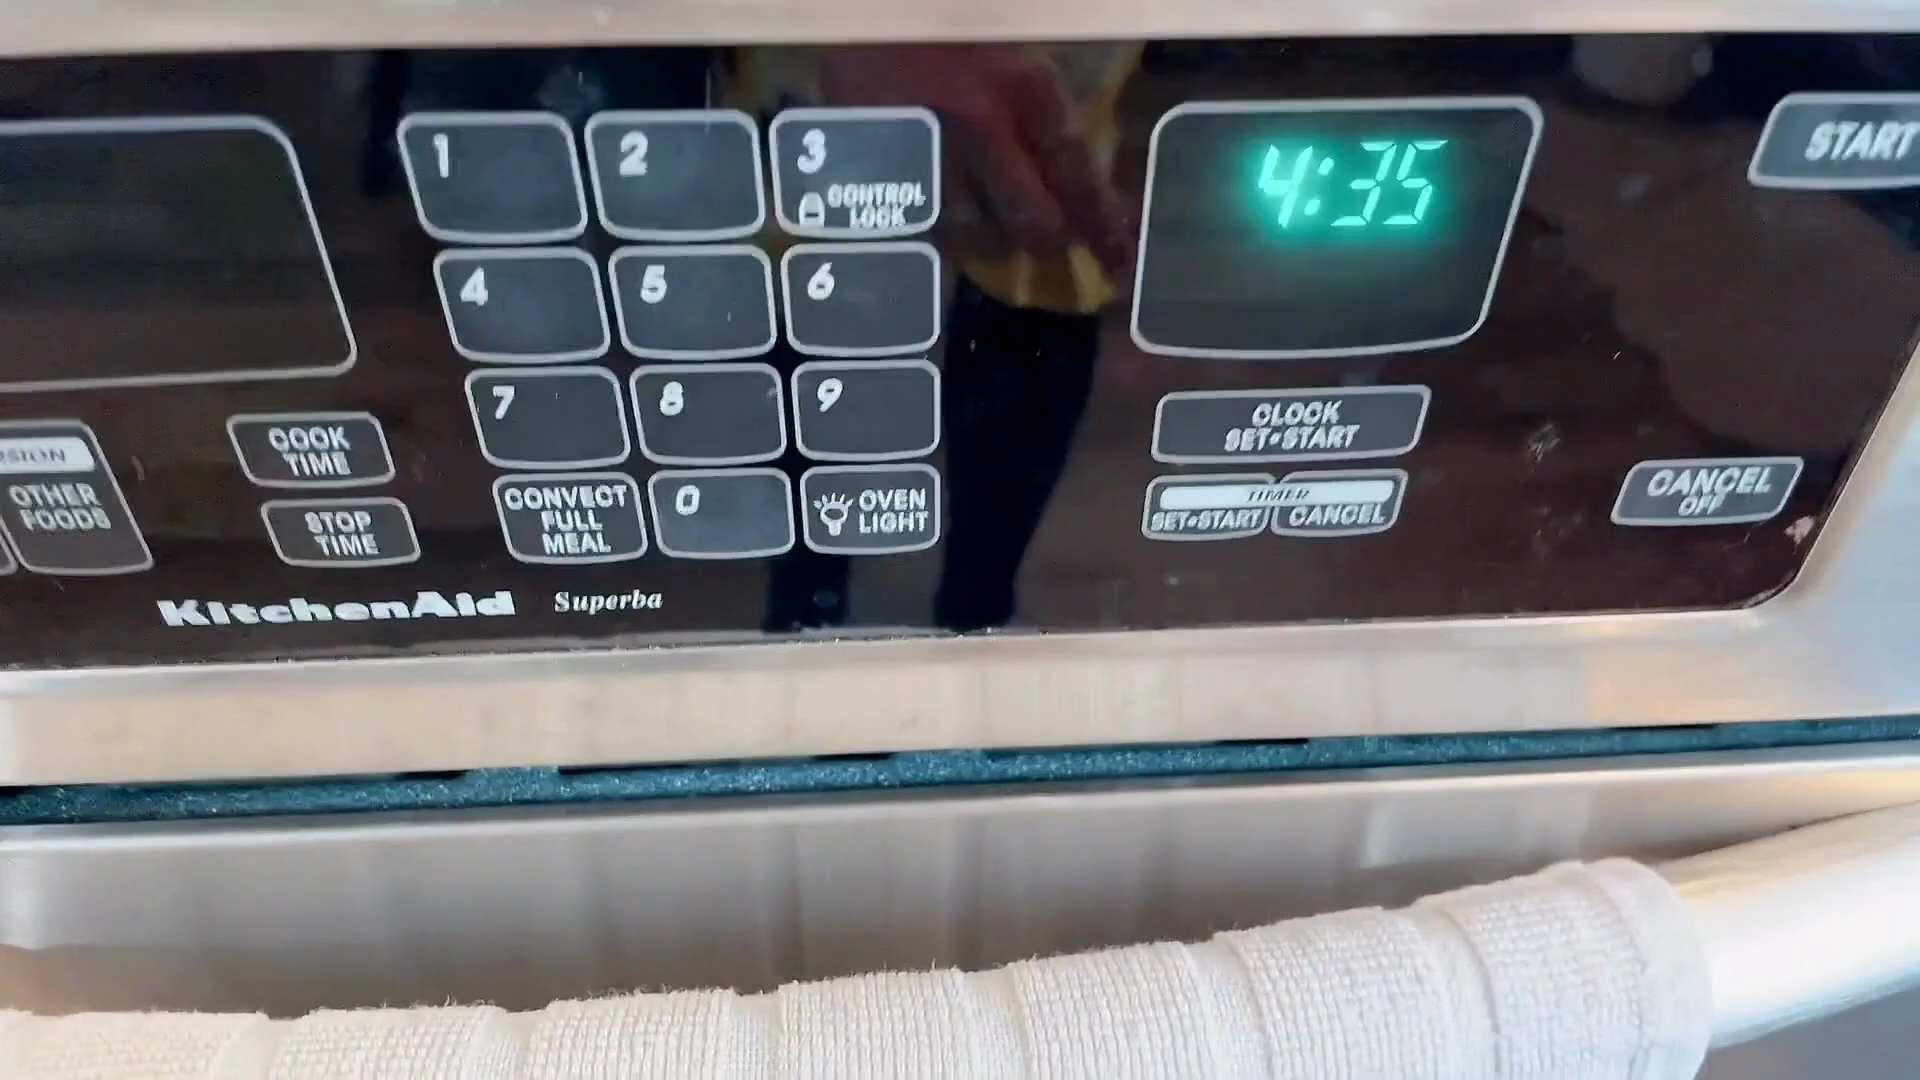 1
2
3
CONTROL
LOCK
4:35
START
4
5
6
7
8
9
COOK
TIME
CLOCK
SET•START
OTHER
FOODS
STOP
TIME
CONVECT
FULL
MEAL
0
OVEN
LIGHT
TIMER
SET•START
CANCEL
CANCEL
OFF
KitchenAid
Superba